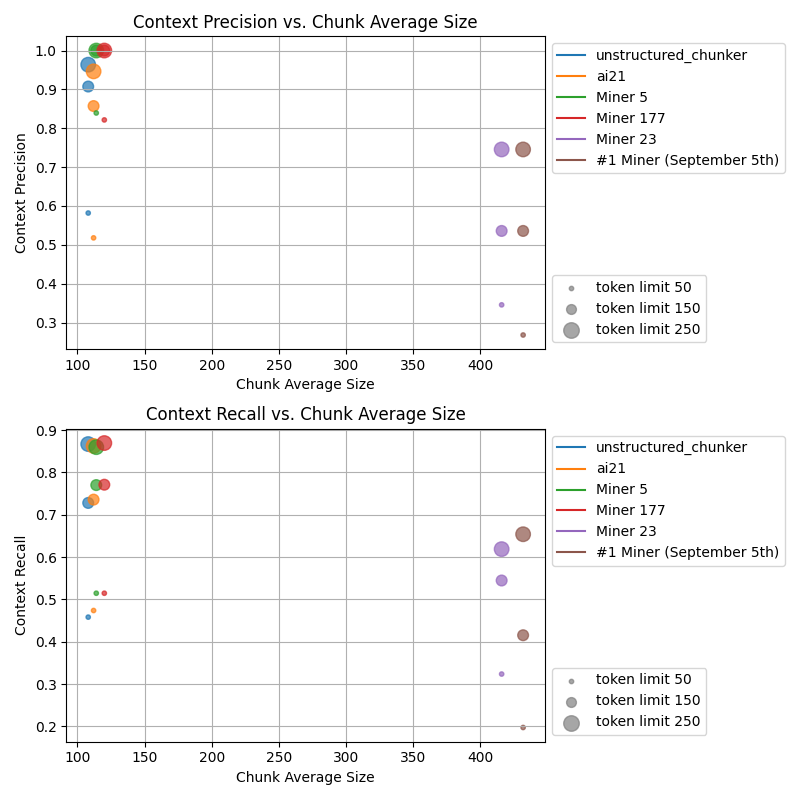 Context Precision vs. Chunk Average Size
Context Precision
1.0
0.9
0.8
0.7
0.6
0.5
0.4
0.3
100
150
200
250
300
350
400
Chunk Average Size
unstructured_chunker
ai21
Miner 5
Miner 177
Miner 23
#1 Miner (September 5th)
token limit 50
token limit 150
token limit 250
Context Recall vs. Chunk Average Size
Context Recall
0.9
0.8
0.7
0.6
0.5
0.4
0.3
0.2
100
150
200
250
300
350
400
Chunk Average Size
unstructured_chunker
ai21
Miner 5
Miner 177
Miner 23
#1 Miner (September 5th)
token limit 50
token limit 150
token limit 250